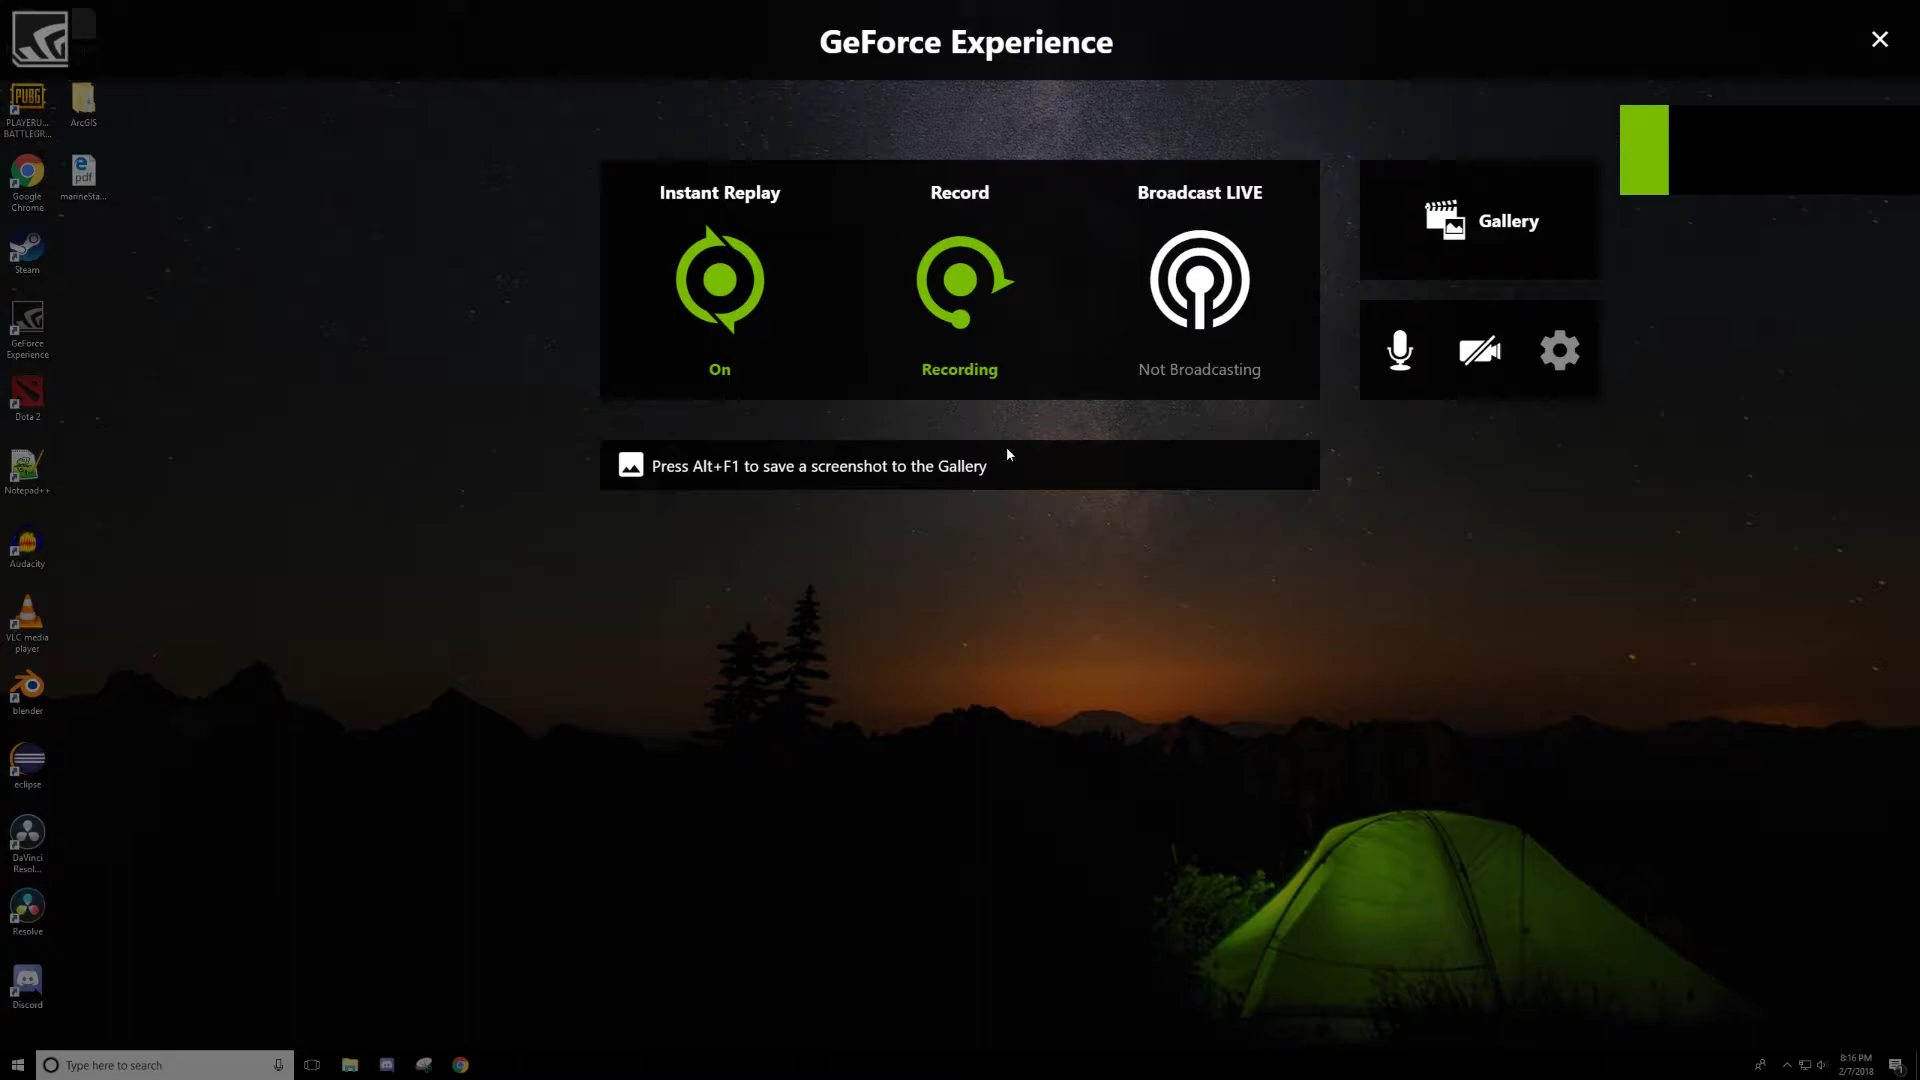 GeForce Experience
Instant Replay
Record
Broadcast LIVE
On
Recording
Not Broadcasting
Gallery
Press Alt+F1 to save a screenshot to the Gallery
PLAYERU...
BATTLEGR...
ArcGIS
Google
Chrome
marineSta...
Steam
GeForce
Experience
Dota 2
Notepad++
Audacity
VLC media
player
blender
eclipse
DaVinci
Resol...
Resolve
Discord
PUBG
pdf
Type here to search
8:16 PM
2/7/2018